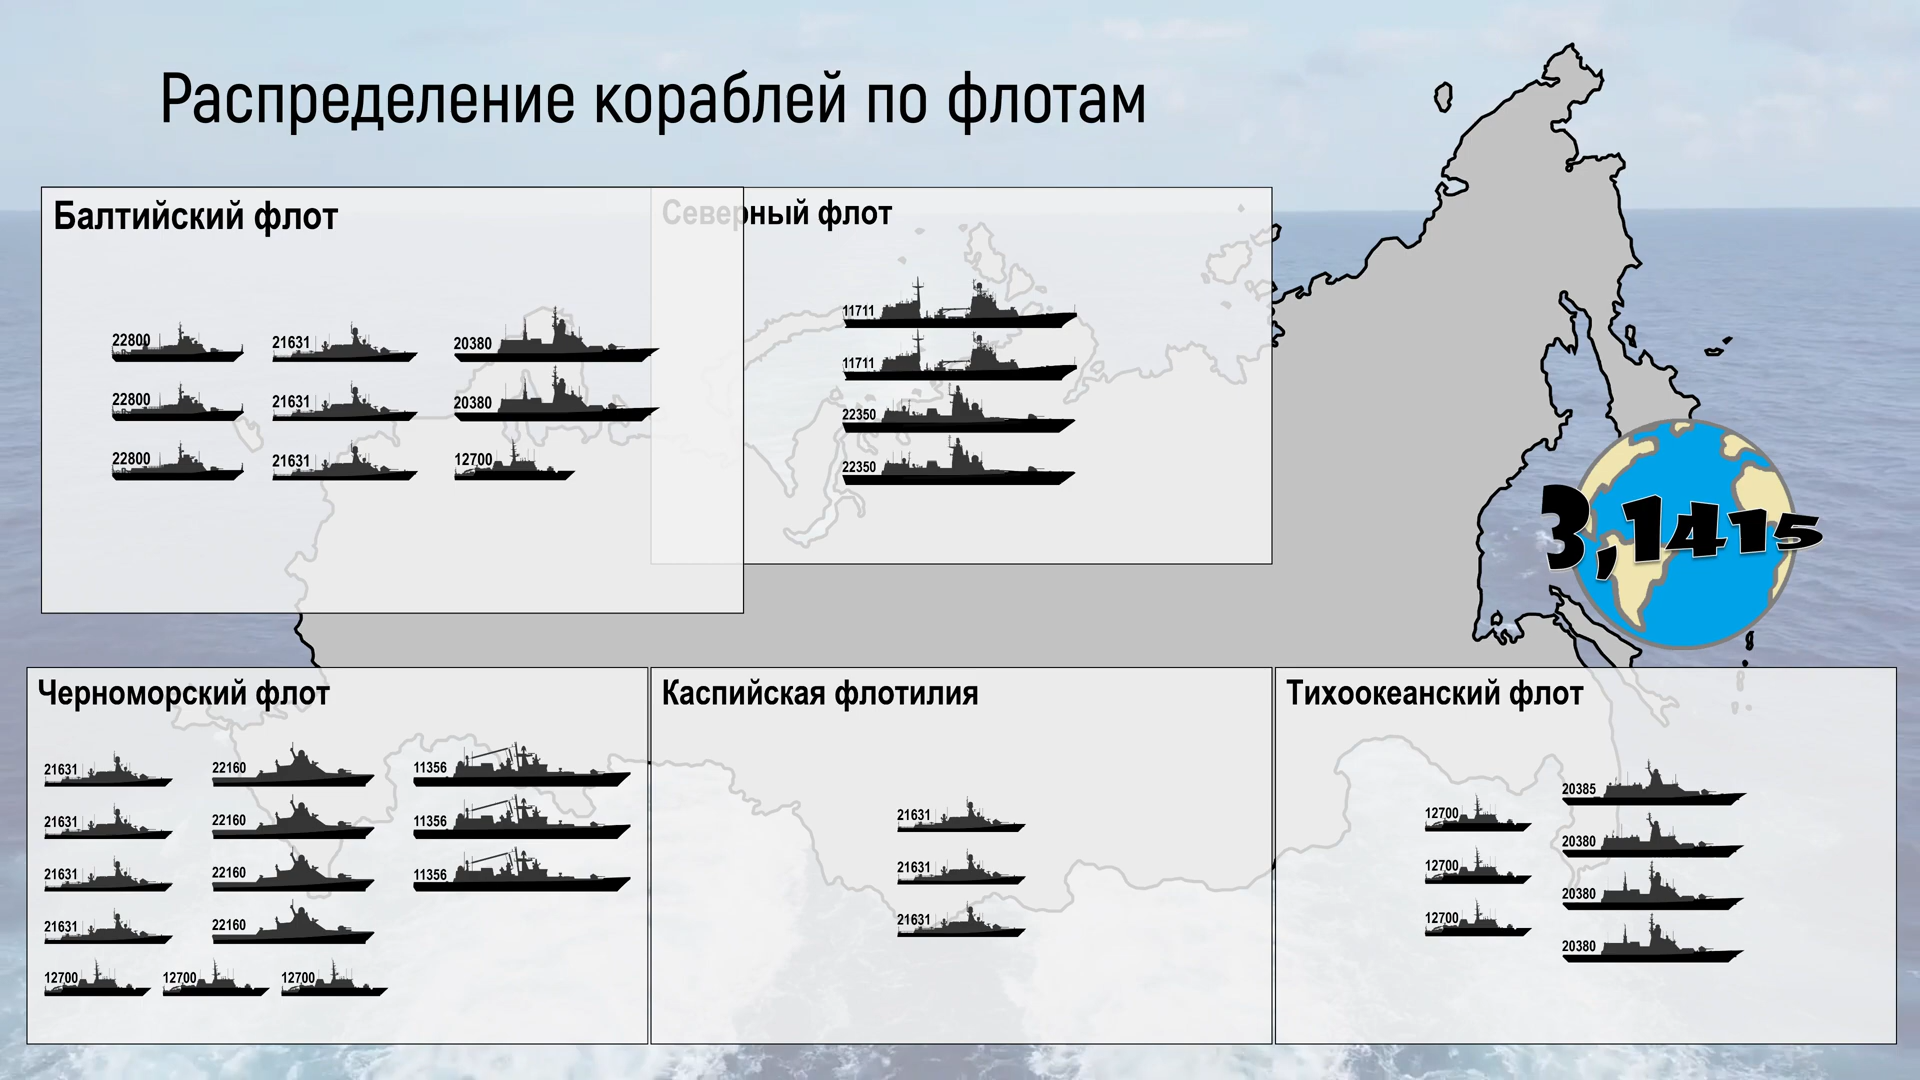 Распределение кораблей по флотам
Балтийский флот
22800 21631 20380
22800 21631 20380
22800 21631 12700
Северный флот
11711
11711
22350
22350
3,1415
Черноморский флот
21631 22160 11356
21631 22160 11356
21631 22160 11356
21631 22160
12700 12700 12700
Каспийская флотилия
21631
21631
21631
Тихоокеанский флот
20385
12700
20380
12700
20380
12700
20380